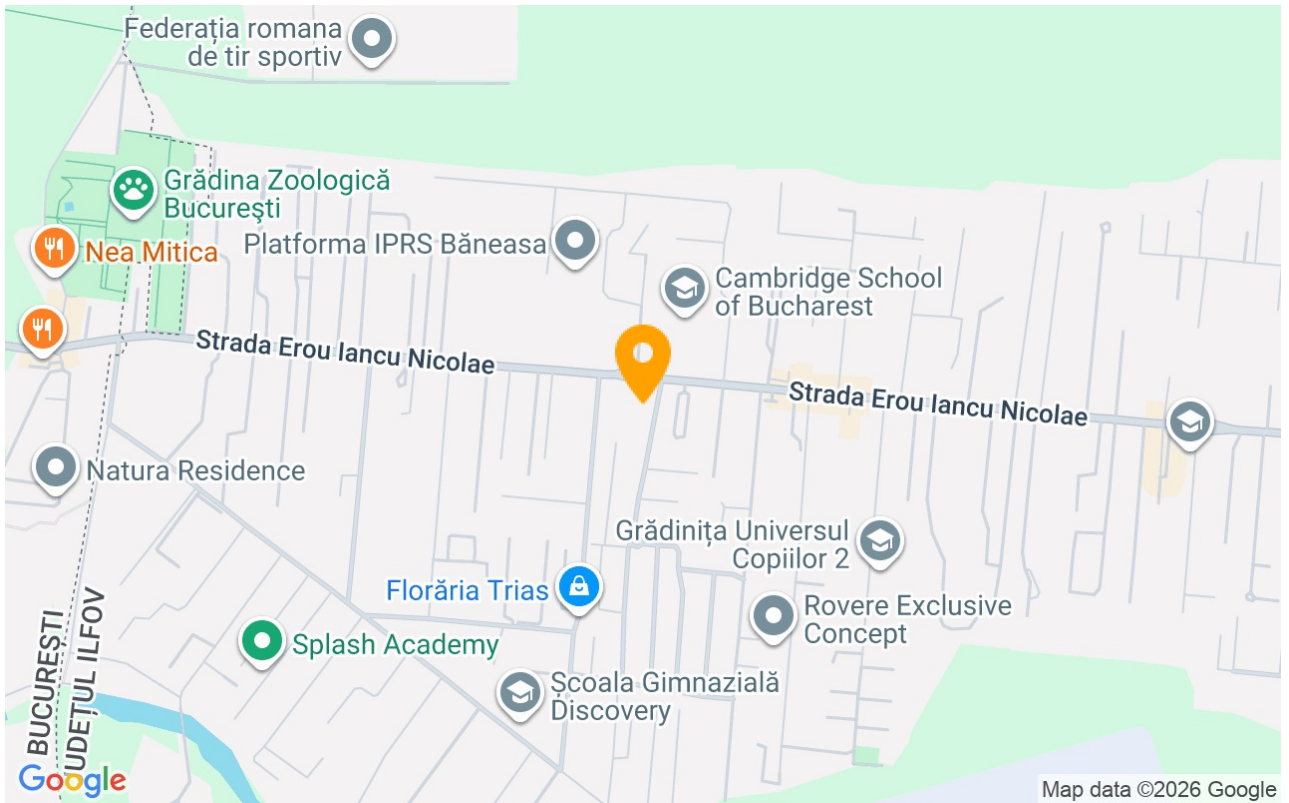 Federația romana
de tir sportiv
Grădina Zoologică
București
Nea Mitica
Platforma IPRS Băneasa
Cambridge School
of Bucharest
Strada Erou Iancu Nicolae
Strada Erou Iancu Nicolae
Natura Residence
Grădinița Universul
Copiilor 2
Florăria Trias
Rovere Exclusive
Concept
Splash Academy
Școala Gimnazială
Discovery
BUCUREȘTI
JUDEȚUL ILFOV
Google
Map data ©2026 Google